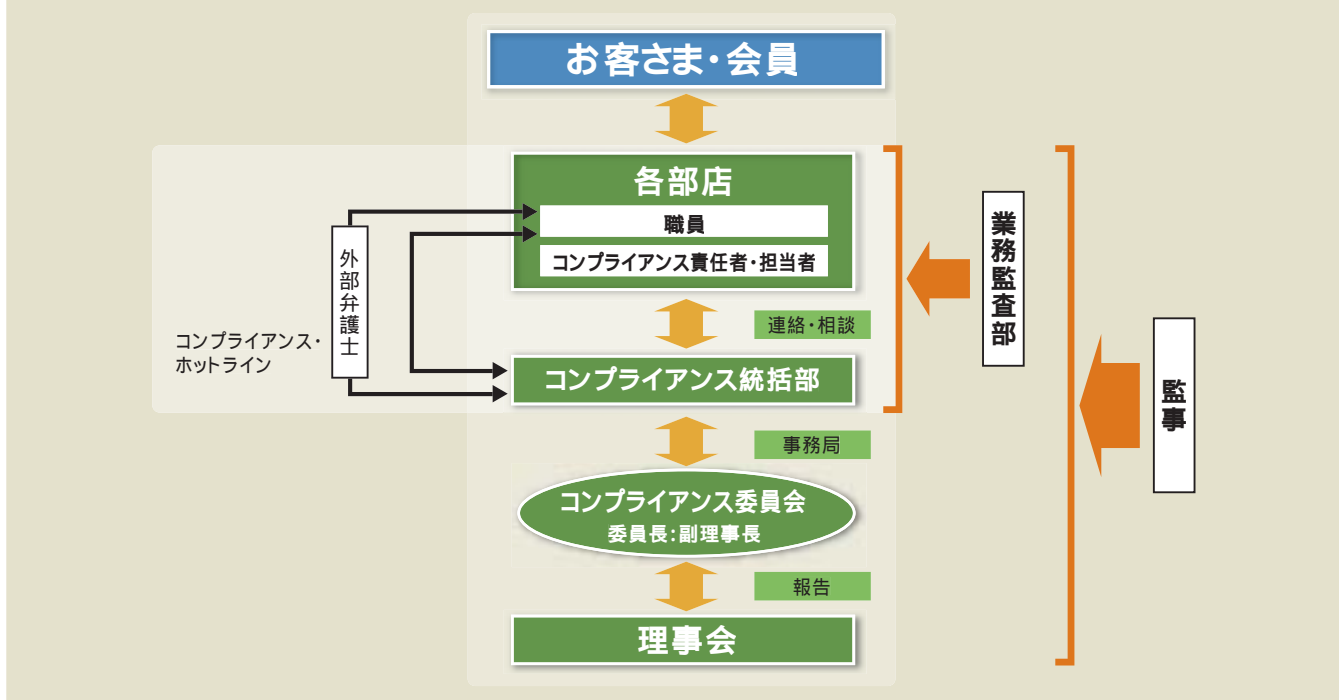 お客さま・会員
各部店
職員
コンプライアンス責任者・担当者
連絡・相談
コンプライアンス統括部
外部弁護士
コンプライアンス・
ホットライン
事務局
コンプライアンス委員会
委員長:副理事長
報告
理事会
業務監査部
監事